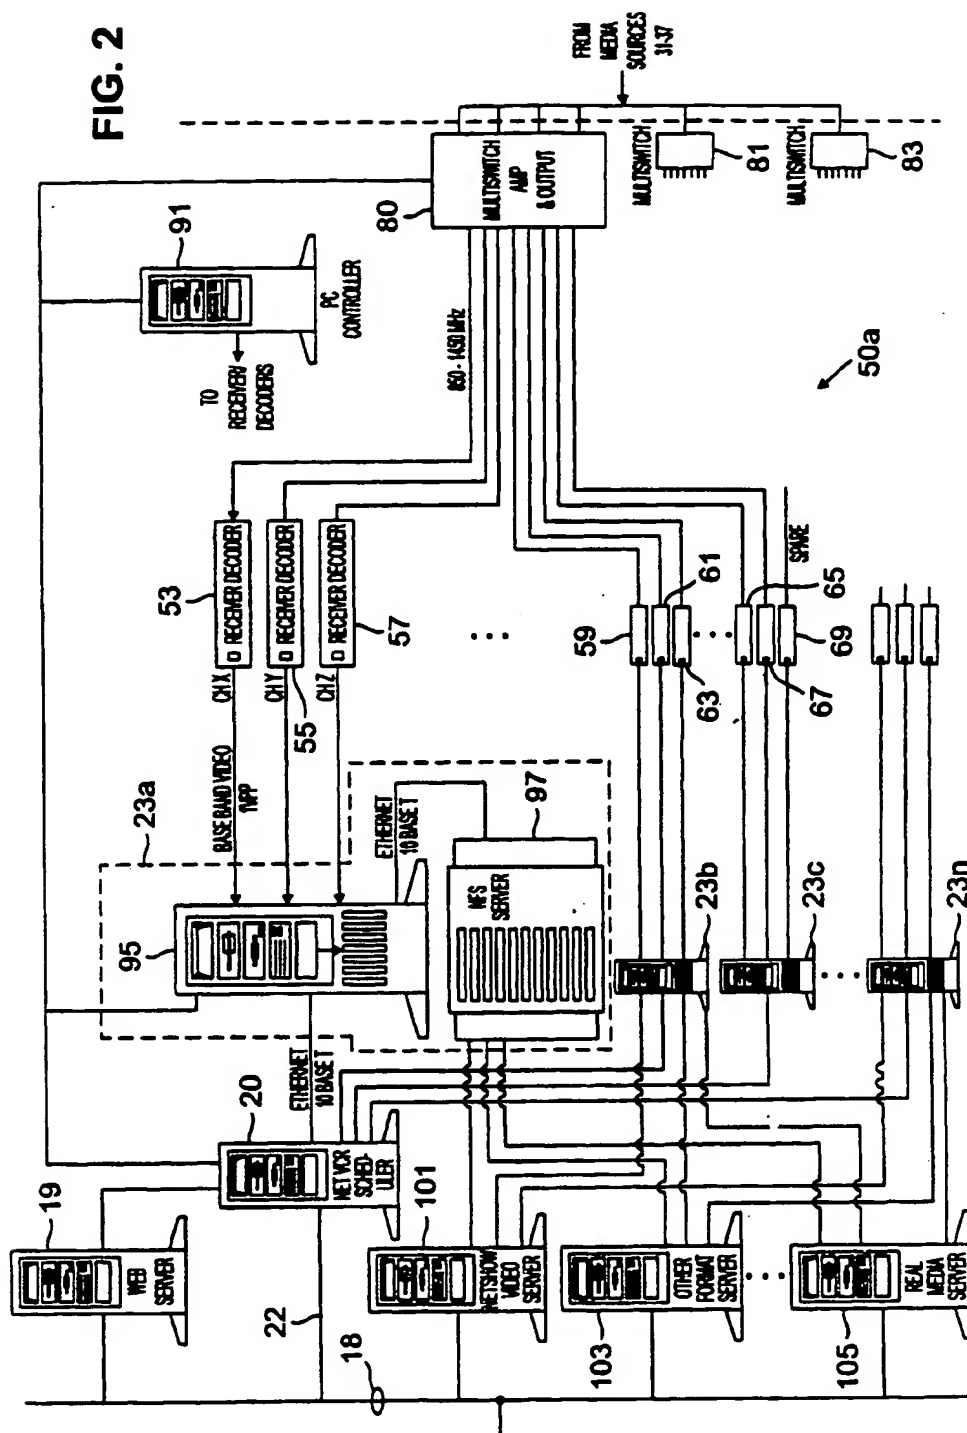 FIG. 2
FROM
MEDIA
SOURCES
31-37
MULTISWITCH
AMP
& OUTPUT
80
MULTISWITCH
81
MULTISWITCH
83
91
PC
CONTROLLER
TO
RECEIVER/
DECODERS
50a
53
RECEIVER DECODER
CH X
RECEIVER DECODER
CH Y
55
RECEIVER DECODER
CH Z
57
BASE BAND VIDEO
1VPP
...
59
61
63
...
65
67
69
SPARE
23a
95
ETHERNET
10 BASE T
NFS
SERVER
97
23b
23c
...
23n
ETHERNET
10 BASE T
19
WEB
SERVER
20
NET VCR
SCHED-
ULER
22
18
101
NETSHOW
VIDEO
SERVER
103
OTHER
FORMAT
SERVER
...
105
REAL
MEDIA
SERVER